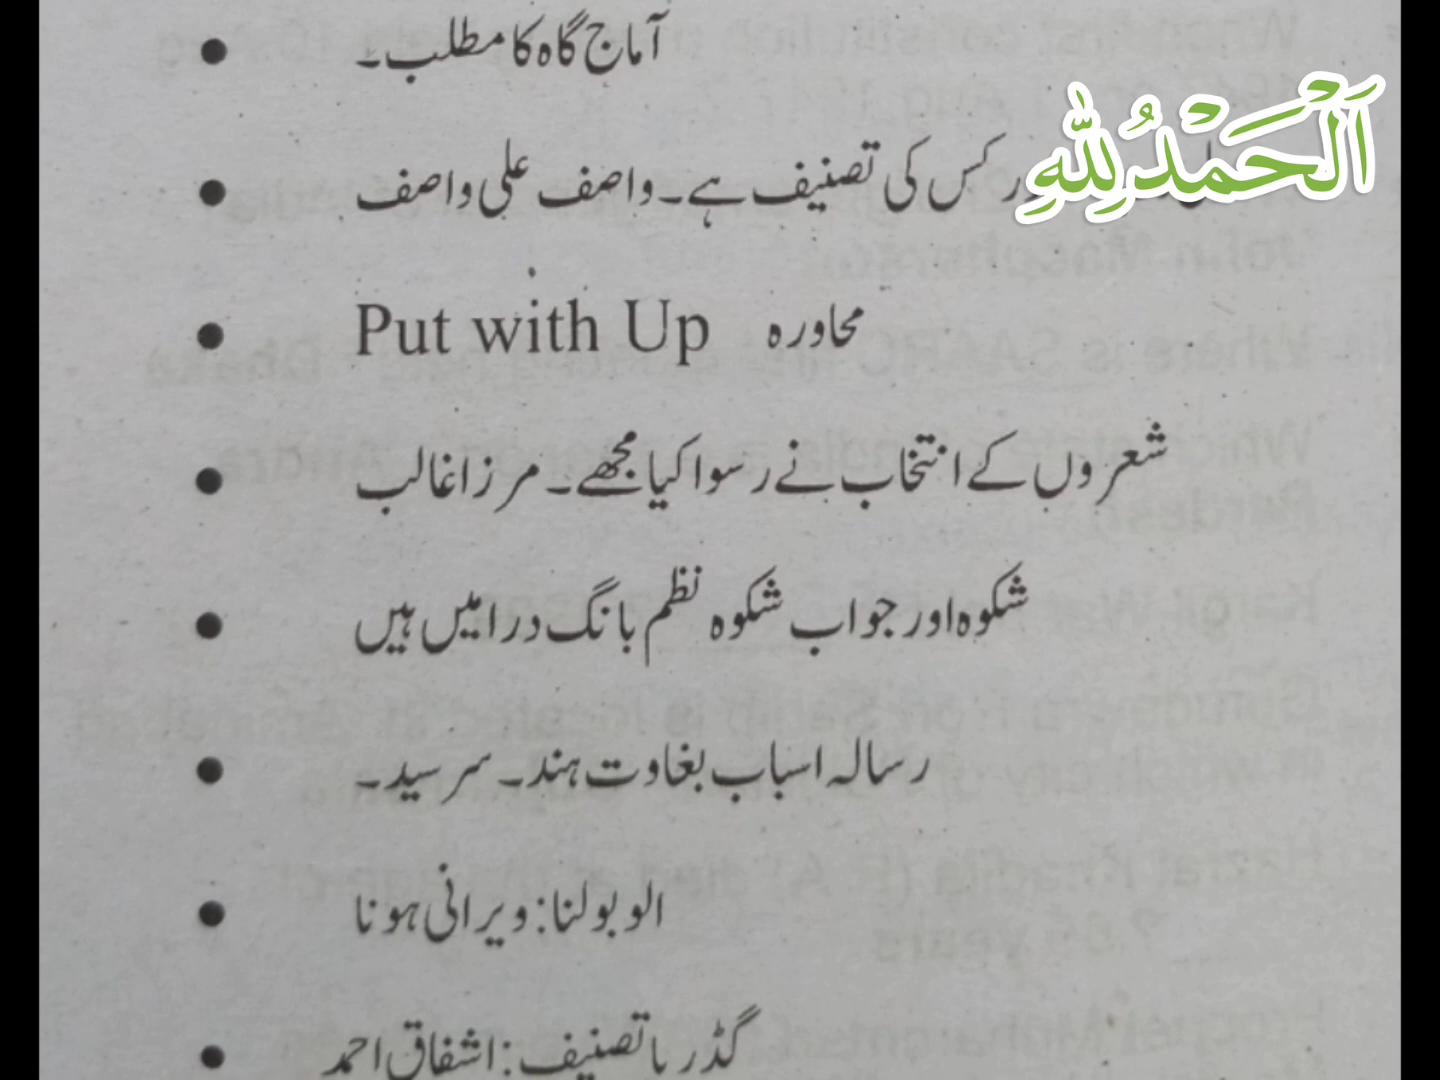 آماج گاہ کا مطلب۔
اَلْحَمْدُلِلّٰهِ
کس کی تصنیف ہے۔ واصف علی واصف
Put with Up محاورہ
شعروں کے انتخاب نے رسوا کیا مجھے۔ مرزا غالب
شکوہ اور جواب شکوہ نظم بانگ درا میں ہیں
رسالہ اسباب بغاوت ہند۔ سرسید۔
الو بولنا: ویرانی ہونا
گڈریا تصنیف: اشفاق احمد